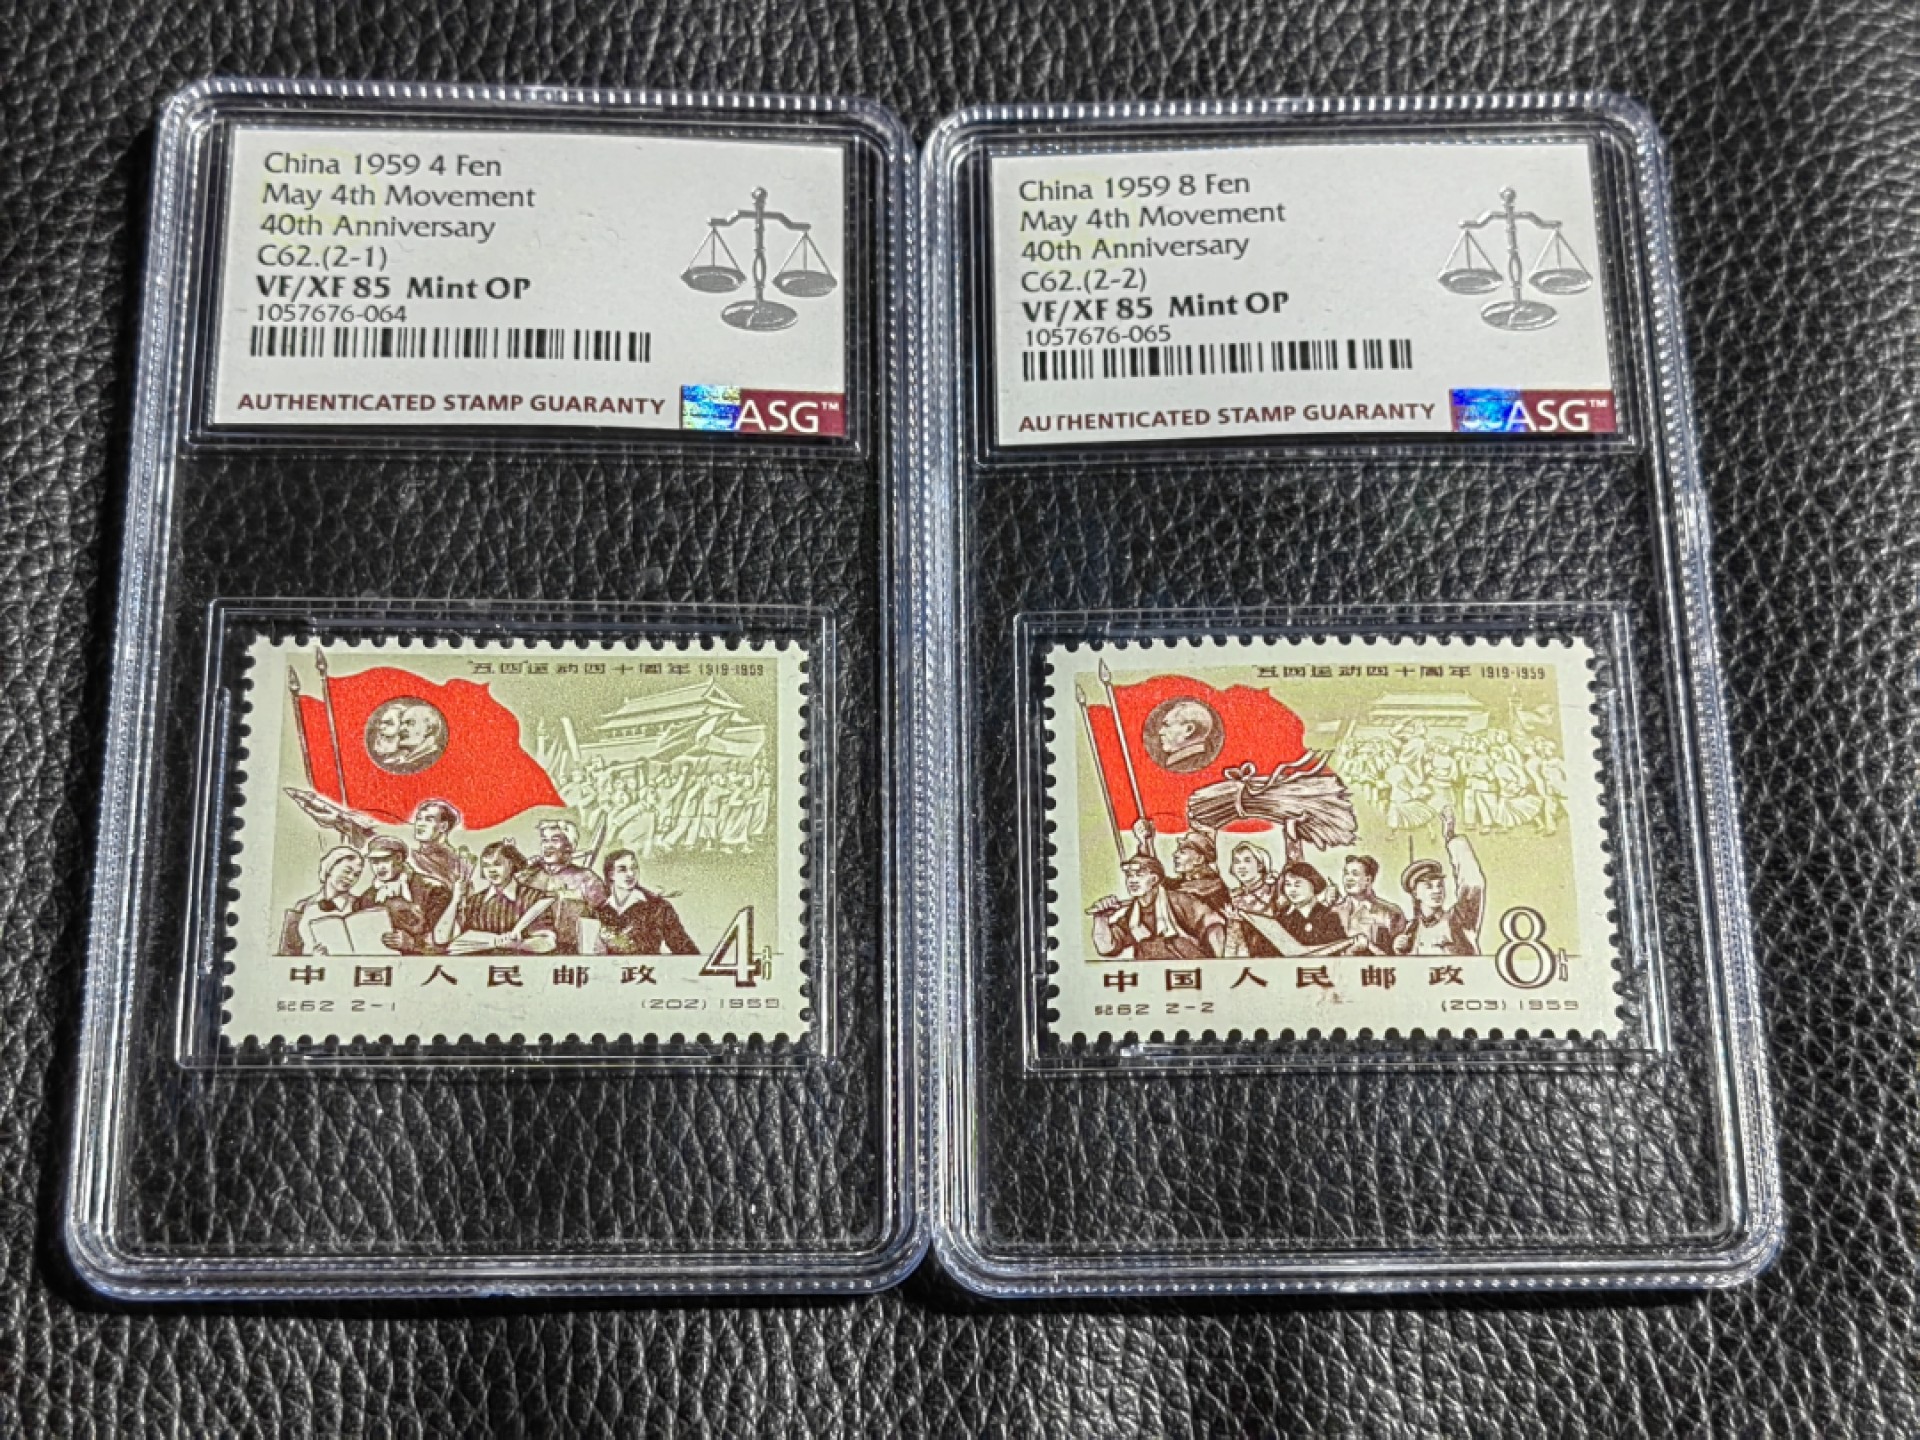 China 1959 4 Fen
May 4th Movement
40th Anniversary
C62.(2-1)
VF/XF 85 Mint OP
1057676-064
AUTHENTICATED STAMP GUARANTY ASG™
"五四"运动四十周年 1919-1959
4分
中国人民邮政
纪62 2-1 (202) 1959
China 1959 8 Fen
May 4th Movement
40th Anniversary
C62.(2-2)
VF/XF 85 Mint OP
1057676-065
AUTHENTICATED STAMP GUARANTY ASG™
"五四"运动四十周年 1919-1959
8分
中国人民邮政
纪62 2-2 (203) 1959